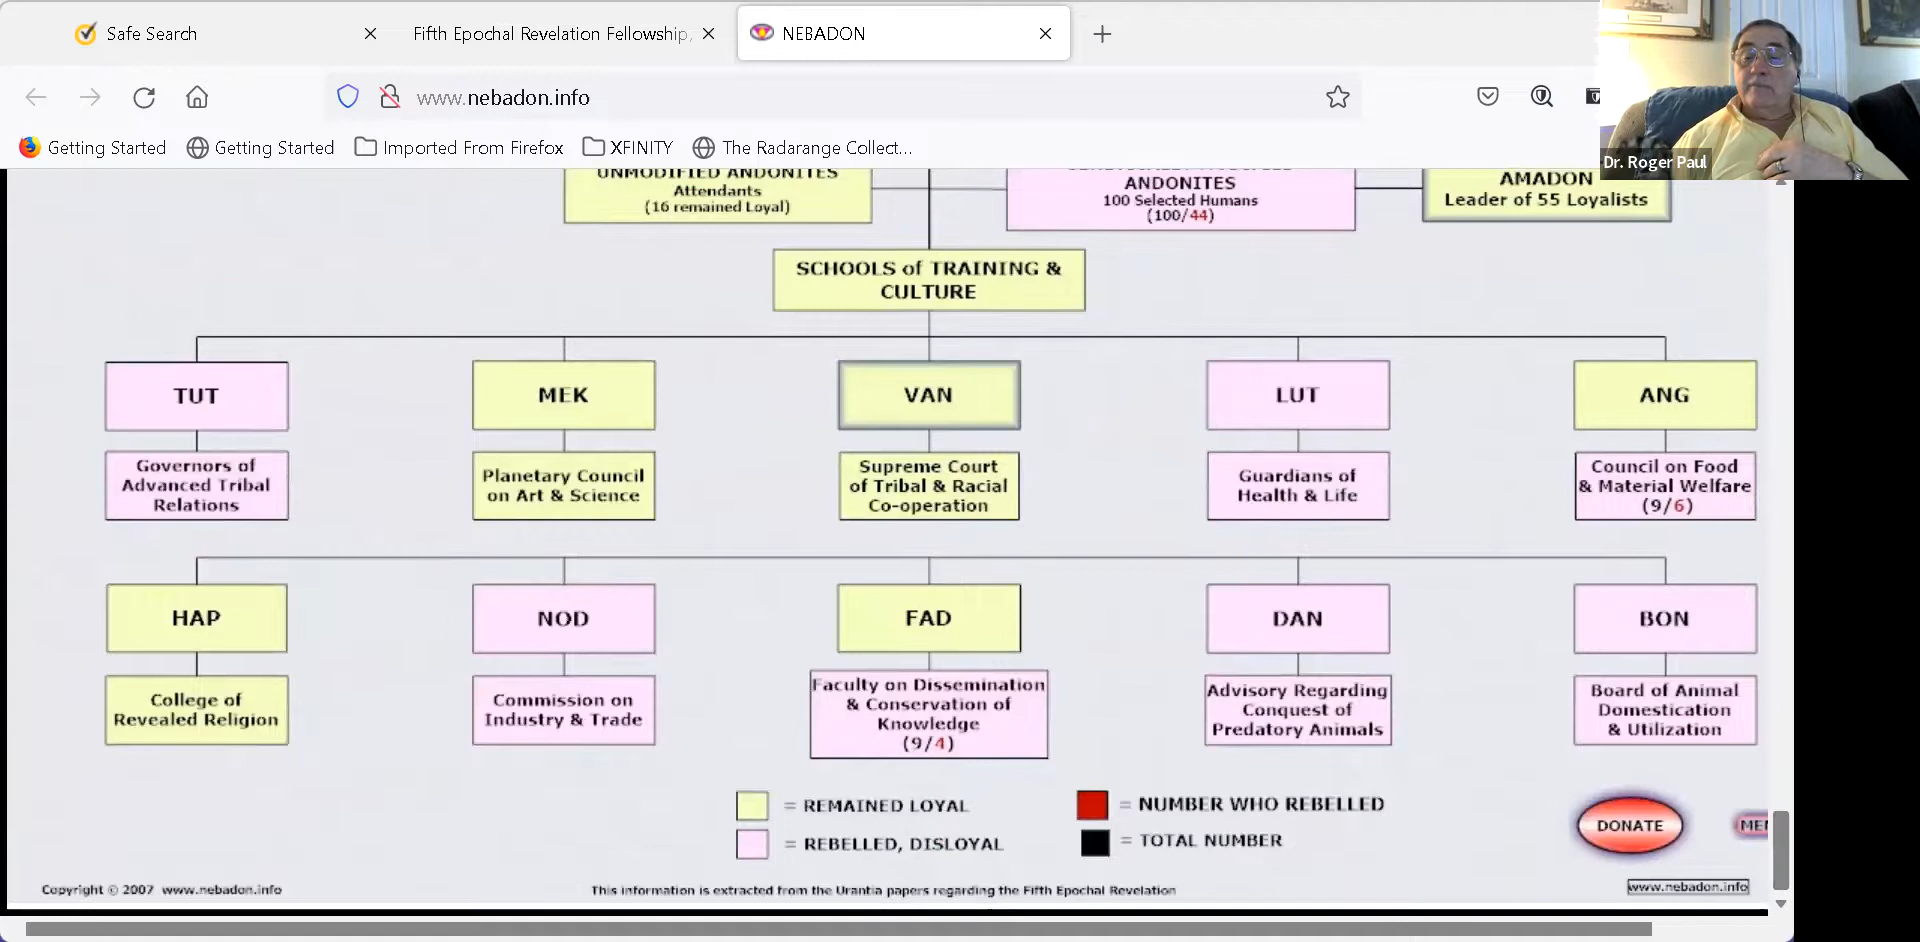 Safe Search
Fifth Epochal Revelation Fellowship,
NEBADON
www.nebadon.info
Getting Started
Getting Started
Imported From Firefox
XFINITY
The Radarange Collect...
Dr. Roger Paul
UNMODIFIED ANDONITES
Attendants
(16 remained Loyal)
ANDONITES
100 Selected Humans
(100/44)
AMADON
Leader of 55 Loyalists
SCHOOLS of TRAINING &
CULTURE
TUT
MEK
VAN
LUT
ANG
Governors of
Advanced Tribal
Relations
Planetary Council
on Art & Science
Supreme Court
of Tribal & Racial
Co-operation
Guardians of
Health & Life
Council on Food
& Material Welfare
(9/6)
HAP
NOD
FAD
DAN
BON
College of
Revealed Religion
Commission on
Industry & Trade
Faculty on Dissemination
& Conservation of
Knowledge
(9/4)
Advisory Regarding
Conquest of
Predatory Animals
Board of Animal
Domestication
& Utilization
= REMAINED LOYAL
= NUMBER WHO REBELLED
= REBELLED, DISLOYAL
= TOTAL NUMBER
DONATE
Copyright © 2007 www.nebadon.info
This information is extracted from the Urantia papers regarding the Fifth Epochal Revelation
www.nebadon.info